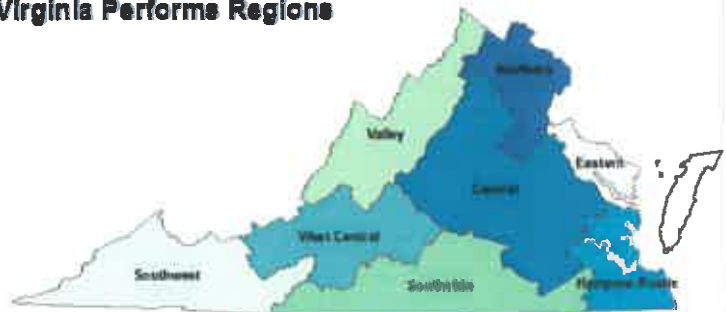 Virginia Performs Regions
Northern
Valley
Eastern
Central
West Central
Southwest
Southside
Hampton Roads